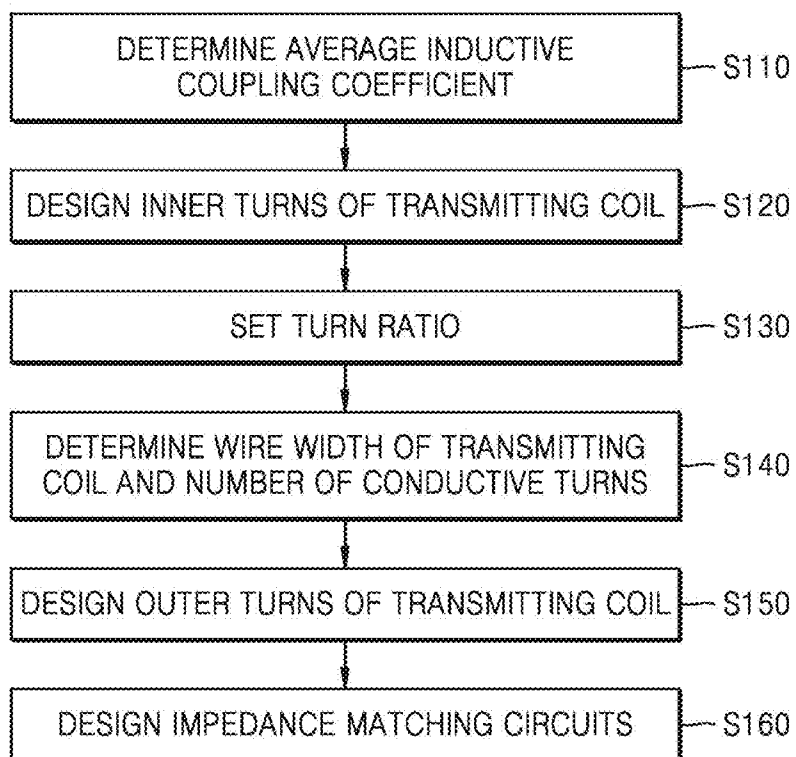 DETERMINE AVERAGE INDUCTIVE
COUPLING COEFFICIENT
S110
DESIGN INNER TURNS OF TRANSMITTING COIL
S120
SET TURN RATIO
S130
DETERMINE WIRE WIDTH OF TRANSMITTING
COIL AND NUMBER OF CONDUCTIVE TURNS
S140
DESIGN OUTER TURNS OF TRANSMITTING COIL
S150
DESIGN IMPEDANCE MATCHING CIRCUITS
S160